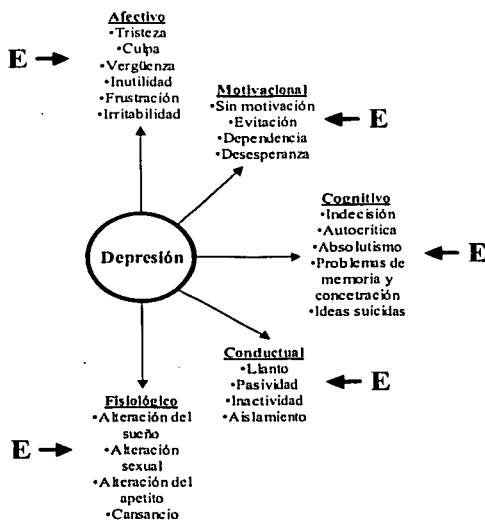 Afectivo
•Tristeza
•Culpa
•Vergüenza
•Inutilidad
•Frustración
•Irritabilidad
E
Motivacional
•Sin motivación
•Evitación
•Dependencia
•Desesperanza
E
Depresión
Cognitivo
•Indecisión
•Autocrítica
•Absolutismo
•Problemas de
memoria y
concetración
•Ideas suicidas
E
Conductual
•Llanto
•Pasividad
•Inactividad
•Aislamiento
E
Fisiológico
•Alteración del
sueño
•Alteración
sexual
•Alteración del
apetito
•Cansancio
E